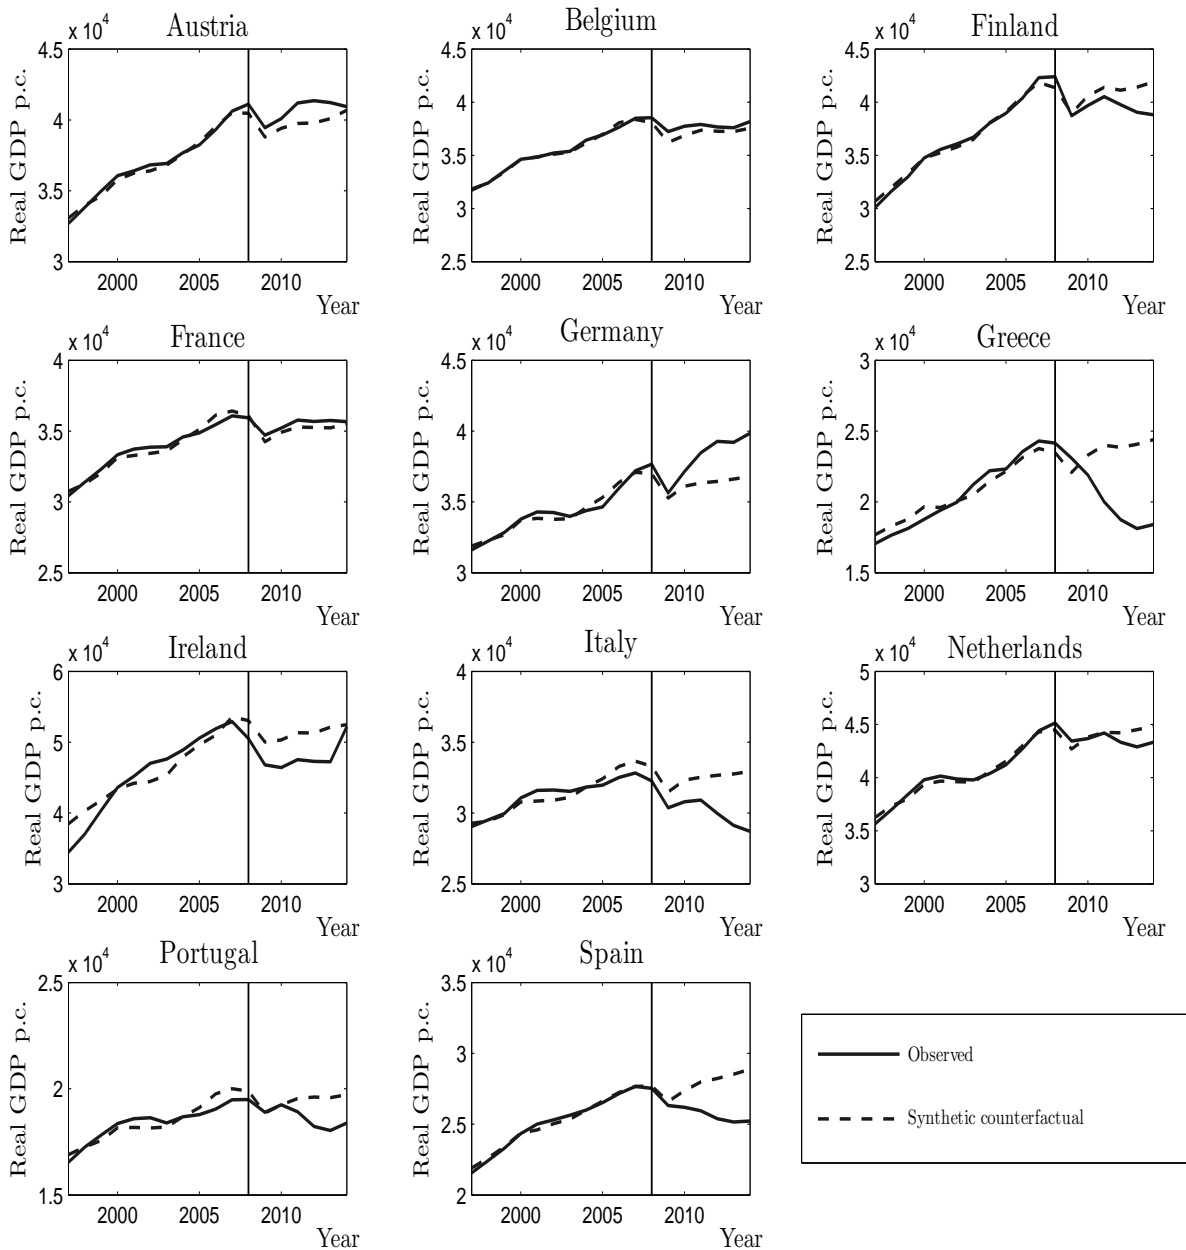 Austria
x 10^4
Real GDP p.c.
4.5
4
3.5
3
2000 2005 2010
Year
Belgium
x 10^4
Real GDP p.c.
4.5
4
3.5
3
2.5
2000 2005 2010
Year
Finland
x 10^4
Real GDP p.c.
4.5
4
3.5
3
2.5
2000 2005 2010
Year
France
x 10^4
Real GDP p.c.
4
3.5
3
2.5
2000 2005 2010
Year
Germany
x 10^4
Real GDP p.c.
4.5
4
3.5
3
2000 2005 2010
Year
Greece
x 10^4
Real GDP p.c.
3
2.5
2
1.5
2000 2005 2010
Year
Ireland
x 10^4
Real GDP p.c.
6
5
4
3
2000 2005 2010
Year
Italy
x 10^4
Real GDP p.c.
4
3.5
3
2.5
2000 2005 2010
Year
Netherlands
x 10^4
Real GDP p.c.
5
4.5
4
3.5
3
2000 2005 2010
Year
Portugal
x 10^4
Real GDP p.c.
2.5
2
1.5
2000 2005 2010
Year
Spain
x 10^4
Real GDP p.c.
3.5
3
2.5
2
2000 2005 2010
Year
Observed
Synthetic counterfactual